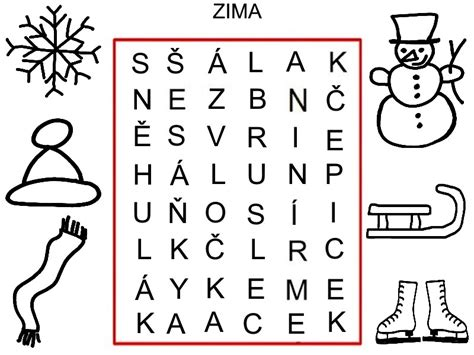 ZIMA
S Š Á L A K
N E Z B N Č
Ě S V R I E
H Á L U N P
U Ň O S Í I
L K Č L R C
Á Y K E M E
K A A C E K